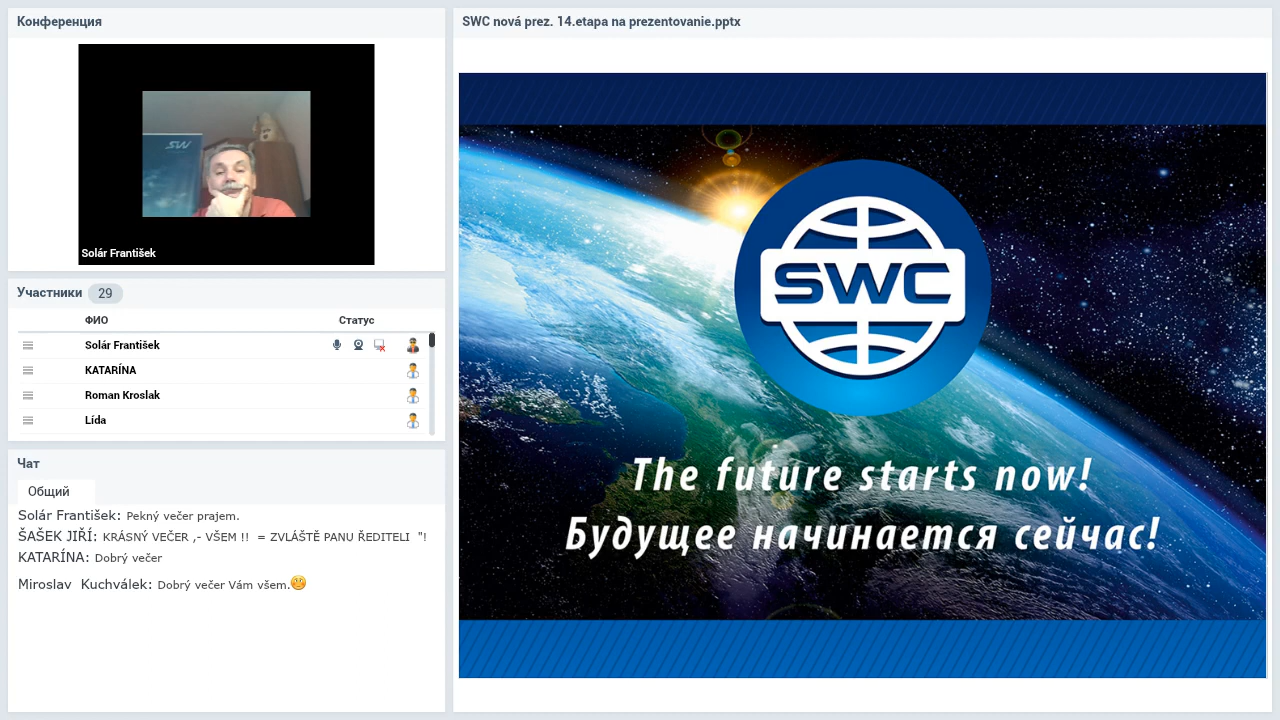 Конференция
SW
Solár František
Участники 29
ФИО Статус
Solár František
KATARÍNA
Roman Kroslak
Lída
Чат
Общий
Solár František: Pekný večer prajem.
ŠAŠEK JIŘÍ: KRÁSNÝ VEČER ,- VŠEM !! = ZVLÁŠTĚ PANU ŘEDITELI "!
KATARÍNA: Dobrý večer
Miroslav Kuchválek: Dobrý večer Vám všem.
SWC nová prez. 14.etapa na prezentovanie.pptx
SWC
The future starts now!
Будущее начинается сейчас!